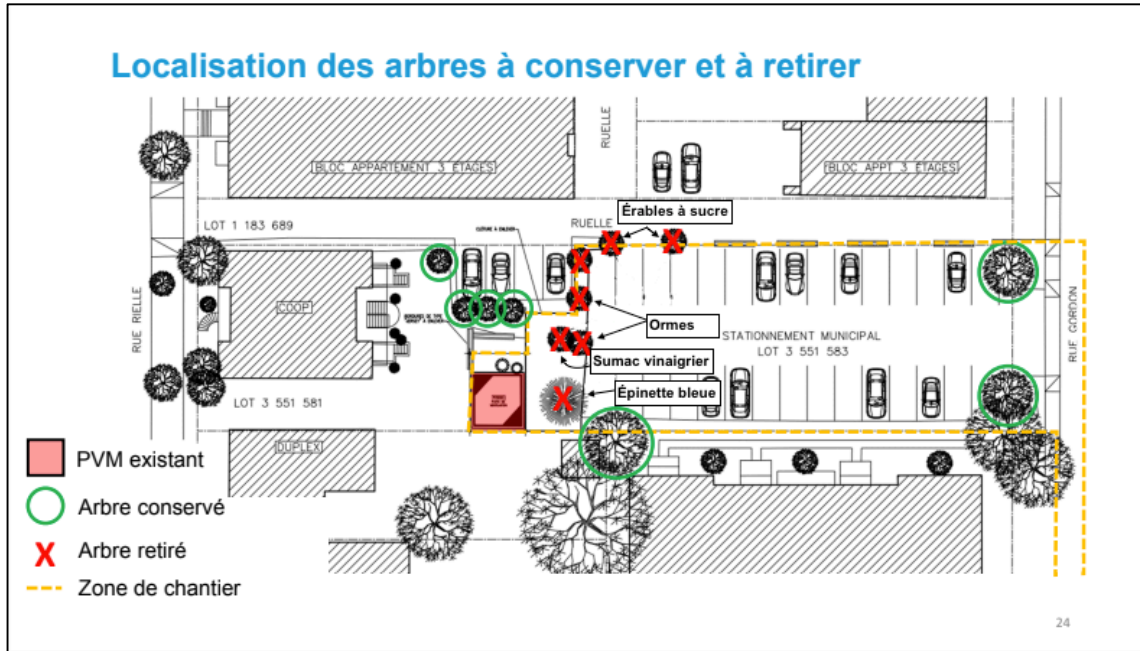 Localisation des arbres à conserver et à retirer
RUELLE
BLOC APPARTEMENT 3 ÉTAGES
BLOC APPT 3 ÉTAGES
Érables à sucre
LOT 1 183 689
RUELLE
RUE RIELLE
COOP
Ormes
STATIONNEMENT MUNICIPAL
LOT 3 551 583
RUE GORDON
Sumac vinaigrier
Épinette bleue
LOT 3 551 581
DUPLEX
PVM existant
Arbre conservé
X Arbre retiré
Zone de chantier
24